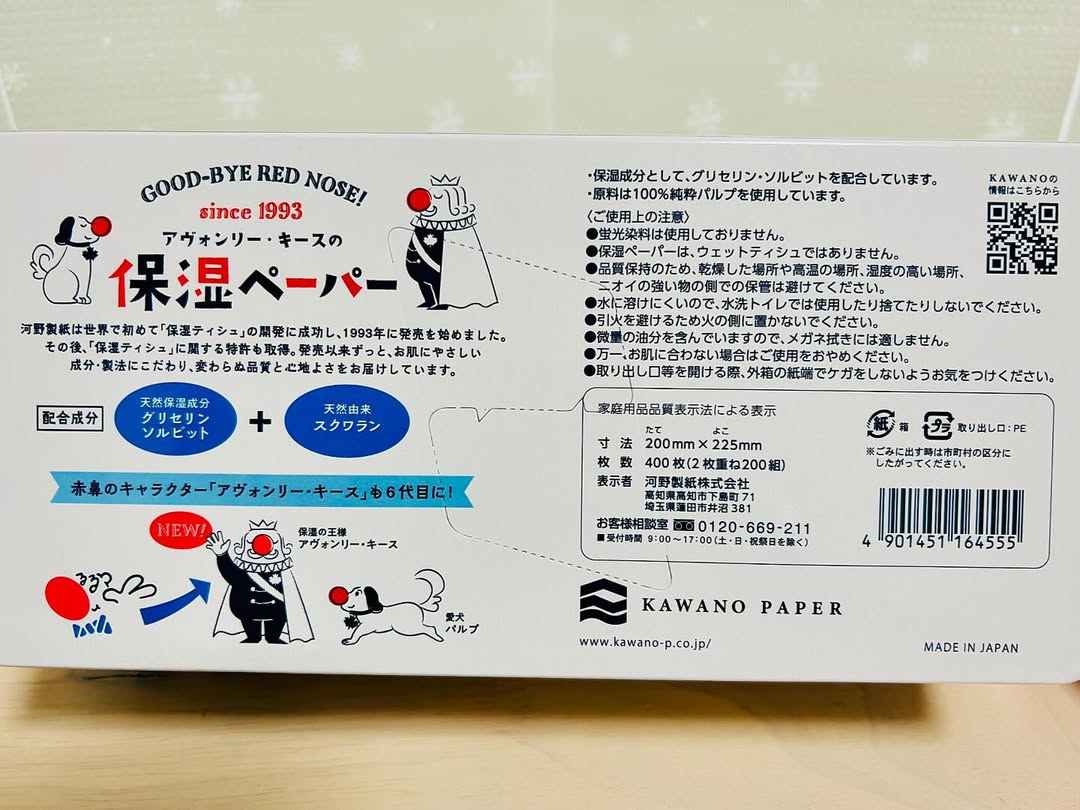 GOOD-BYE RED NOSE!
since 1993
アヴォンリー・キースの
保湿ペーパー
河野製紙は世界で初めて「保湿ティシュ」の開発に成功し、1993年に発売を始めました。
その後、「保湿ティシュ」に関する特許も取得。発売以来ずっと、お肌にやさしい
成分・製法にこだわり、変わらぬ品質と心地よさをお届けしています。
配合成分
天然保湿成分
グリセリン
ソルビット
+
天然由来
スクワラン
赤鼻のキャラクター「アヴォンリー・キース」も6代目に!
NEW!
保湿の王様
アヴォンリー・キース
愛犬
パルプ
・保湿成分として、グリセリン・ソルビットを配合しています。
・原料は100%純粋パルプを使用しています。
〈ご使用上の注意〉
●蛍光染料は使用しておりません。
●保湿ペーパーは、ウェットティシュではありません。
●品質保持のため、乾燥した場所や高温の場所、湿度の高い場所、
ニオイの強い物の側での保管は避けてください。
●水に溶けにくいので、水洗トイレでは使用したり捨てたりしないでください。
●引火を避けるため火の側に置かないでください。
●微量の油分を含んでいますので、メガネ拭きには適しません。
●万一、お肌に合わない場合はご使用をおやめください。
●取り出し口等を開ける際、外箱の紙端でケガをしないようお気をつけください。
KAWANOの
情報はこちらから
家庭用品品質表示法による表示
たて よこ
寸法 200mm×225mm
枚数 400枚(2枚重ね200組)
表示者 河野製紙株式会社
高知県高知市下島町71
埼玉県蓮田市井沼381
お客様相談室 0120-669-211
■受付時間 9:00〜17:00(土・日・祝祭日を除く)
紙 箱 プラ 取り出し口:PE
※ごみに出す時は市町村の区分に
したがってください。
4 901451 164555
KAWANO PAPER
www.kawano-p.co.jp/
MADE IN JAPAN